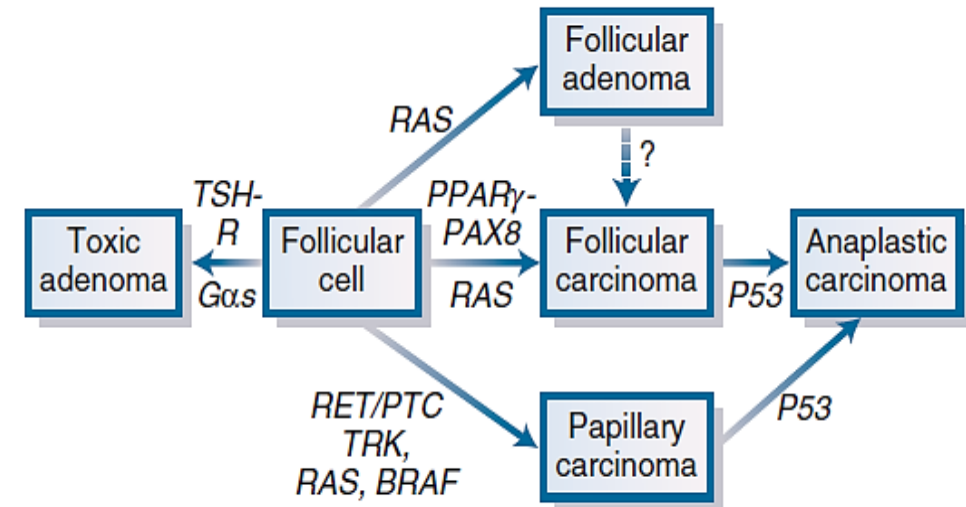 Follicular
adenoma
RAS
?
TSH-
R
Gαs
Toxic
adenoma
Follicular
cell
PPARγ-
PAX8
RAS
Follicular
carcinoma
P53
Anaplastic
carcinoma
RET/PTC
TRK,
RAS, BRAF
Papillary
carcinoma
P53